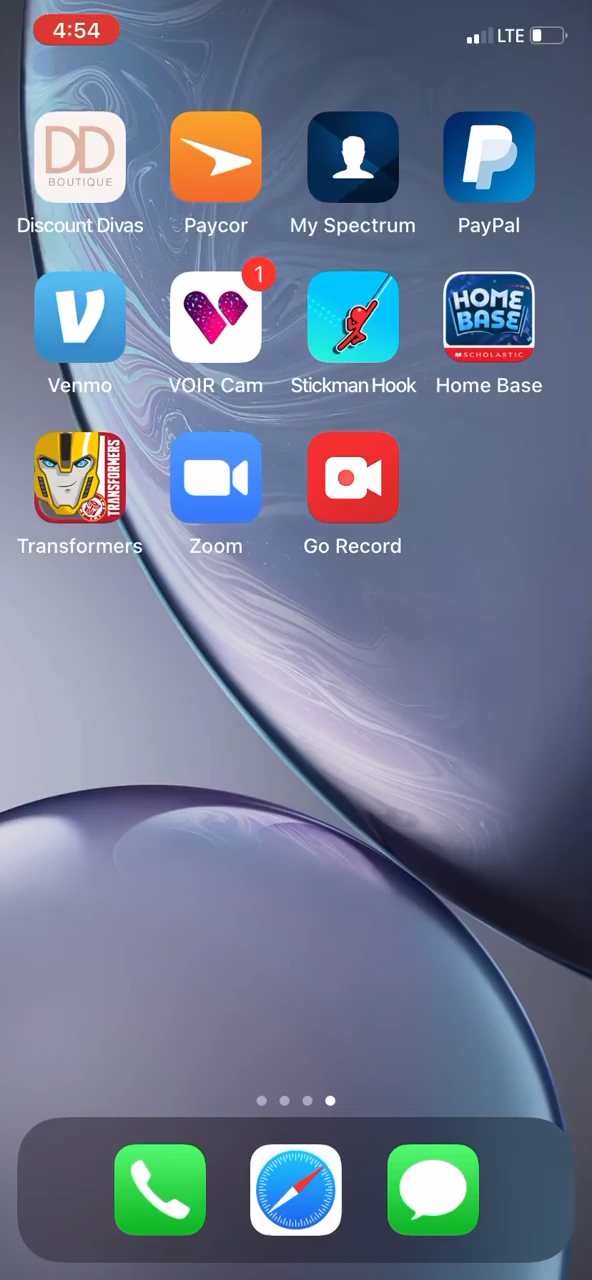 4:54
LTE
DD
BOUTIQUE
HOME
BASE
SCHOLASTIC
TRANSFORMERS
1
Discount Divas
Paycor
My Spectrum
PayPal
Venmo
VOIR Cam
Stickman Hook
Home Base
Transformers
Zoom
Go Record